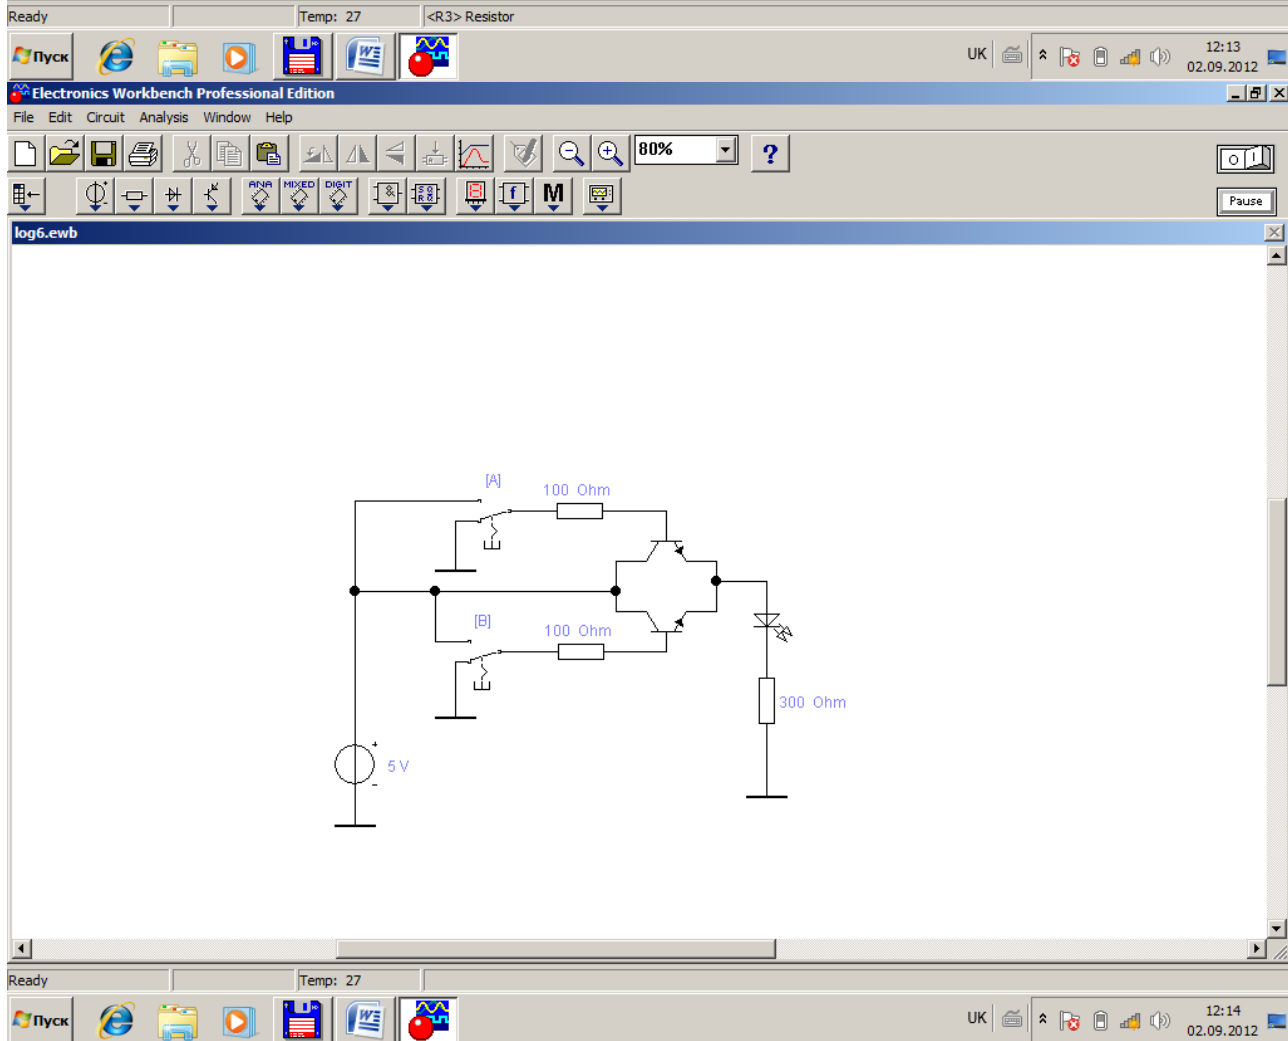 Ready Temp: 27 <R3> Resistor
Пуск UK 12:13
02.09.2012
Electronics Workbench Professional Edition
File Edit Circuit Analysis Window Help
80% ?
ANA MIXED DIGIT & f M
Pause
log6.ewb
[A]
100 Ohm
[B]
100 Ohm
300 Ohm
+
5 V
-
Ready Temp: 27
Пуск UK 12:14
02.09.2012